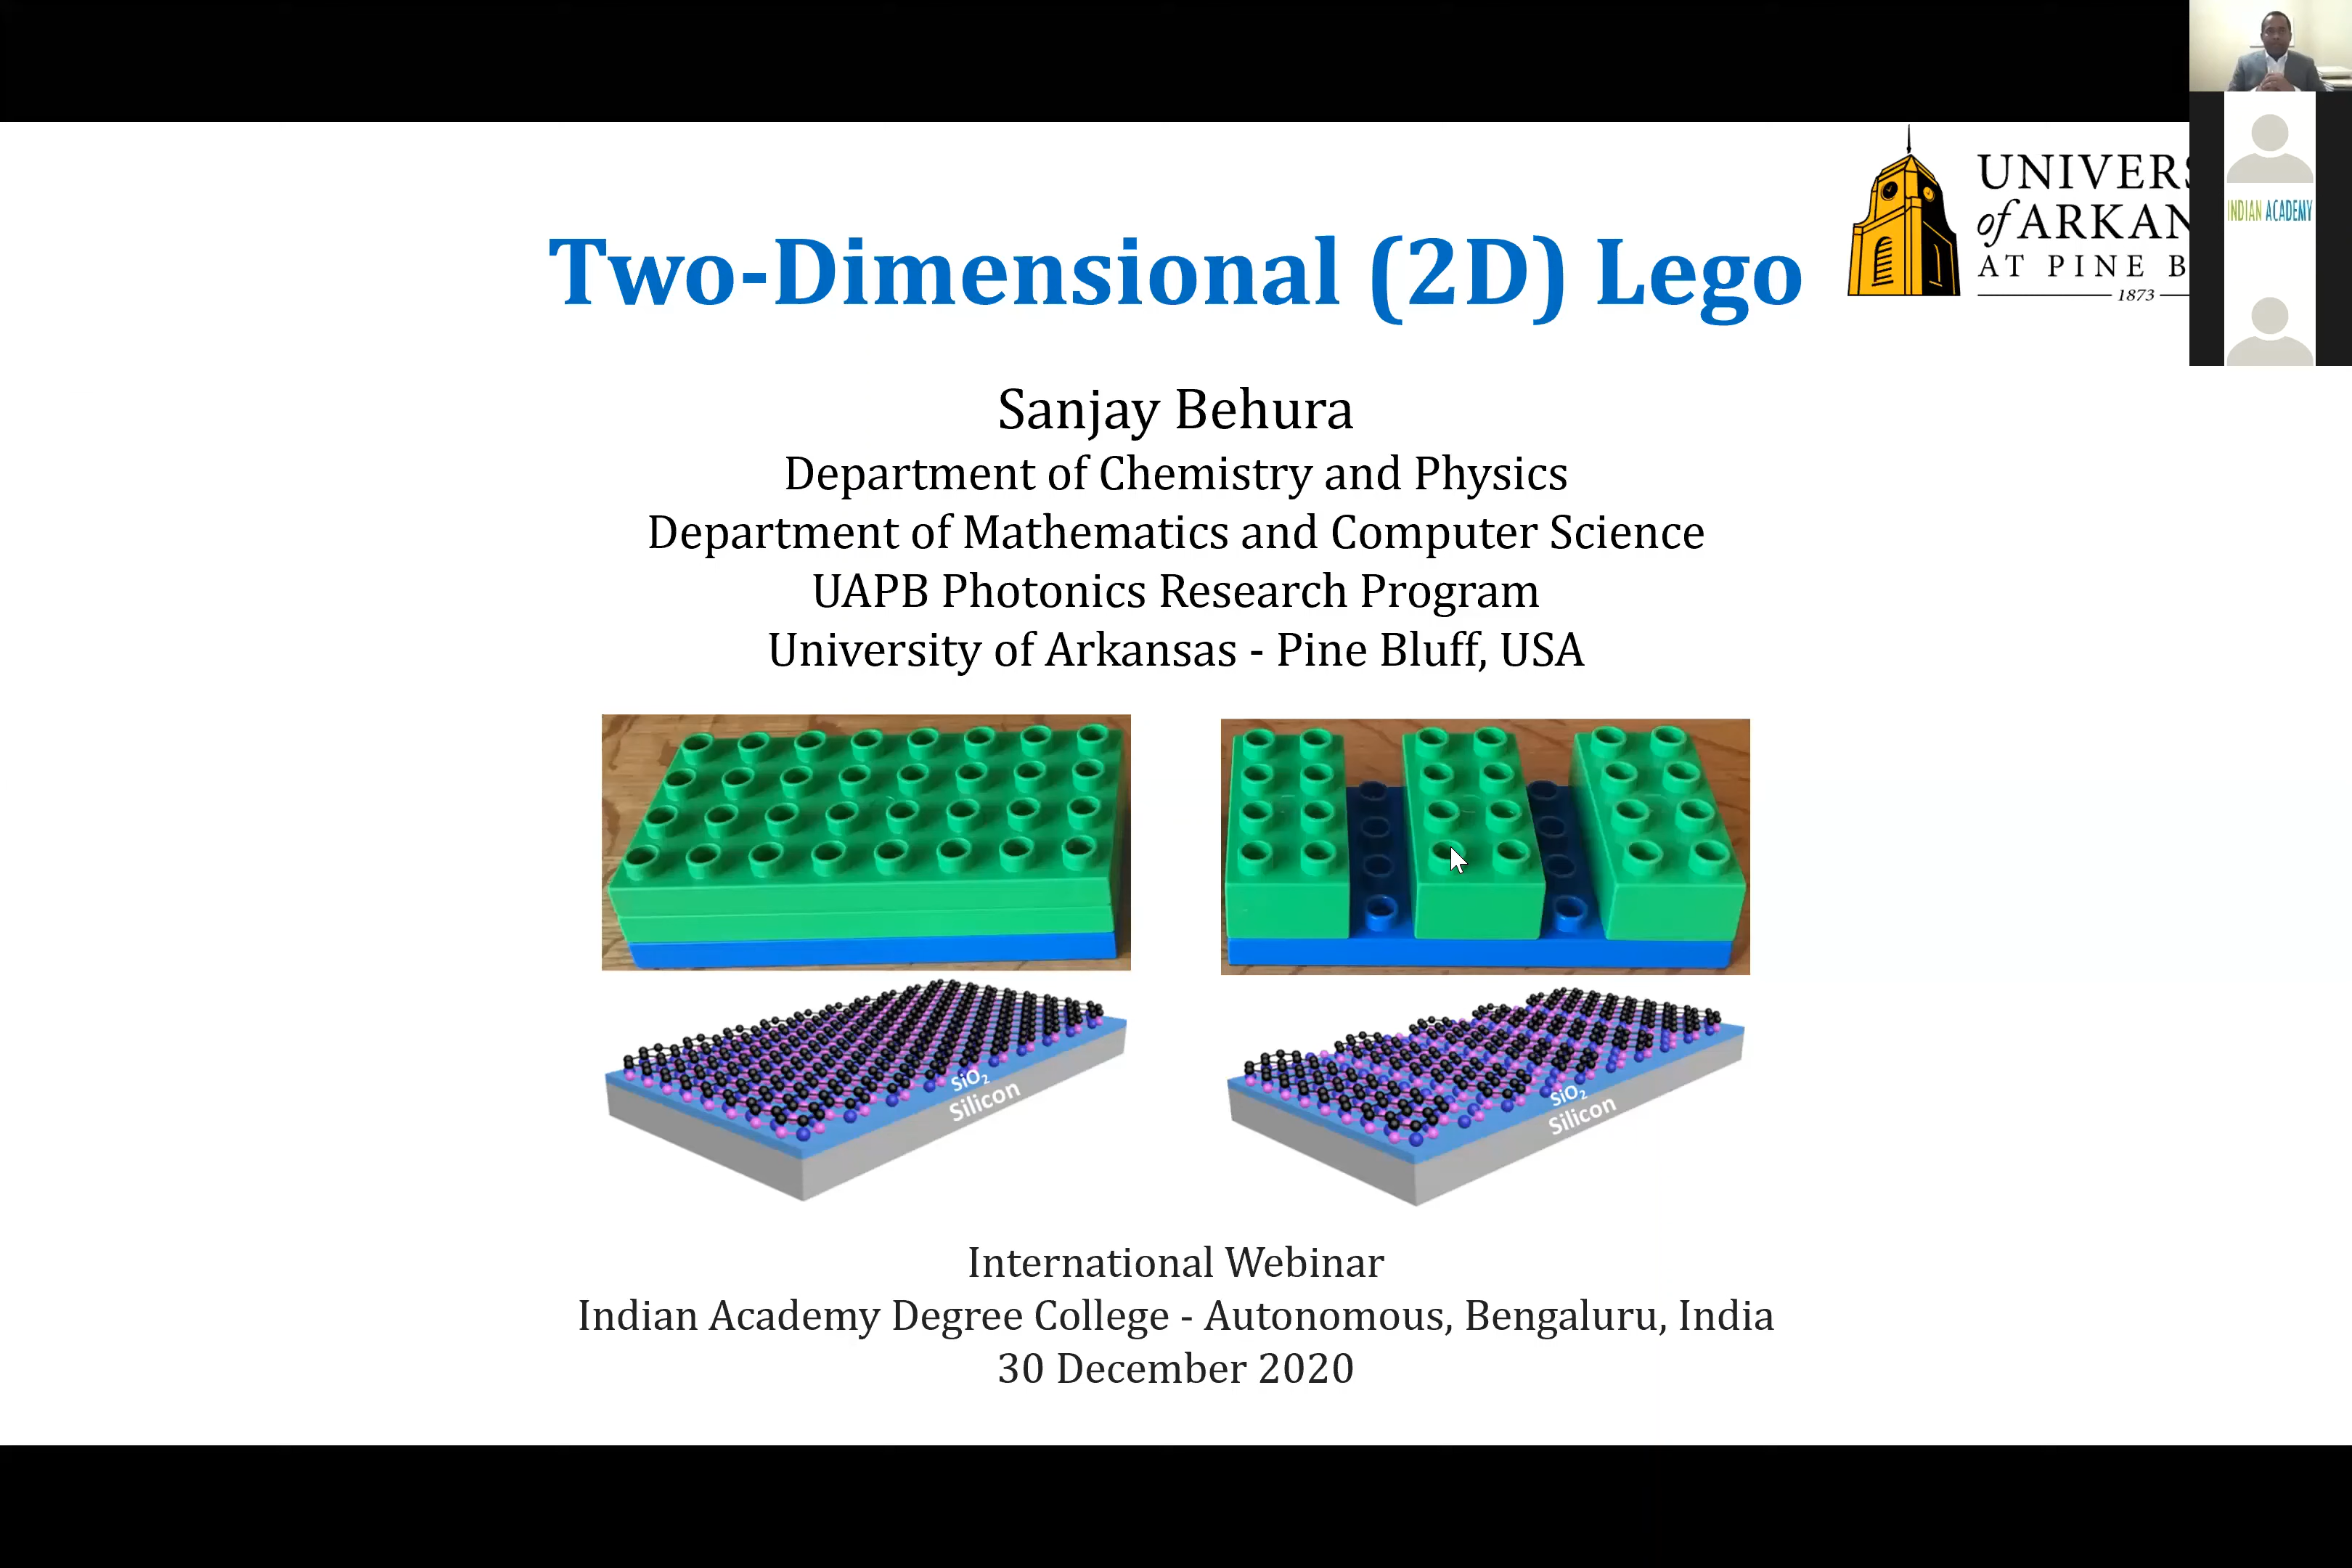 Two-Dimensional (2D) Lego
UNIVERS
of ARKAN
AT PINE B
1873
INDIAN ACADEMY
Sanjay Behura
Department of Chemistry and Physics
Department of Mathematics and Computer Science
UAPB Photonics Research Program
University of Arkansas - Pine Bluff, USA
SiO₂
Silicon
SiO₂
Silicon
International Webinar
Indian Academy Degree College - Autonomous, Bengaluru, India
30 December 2020